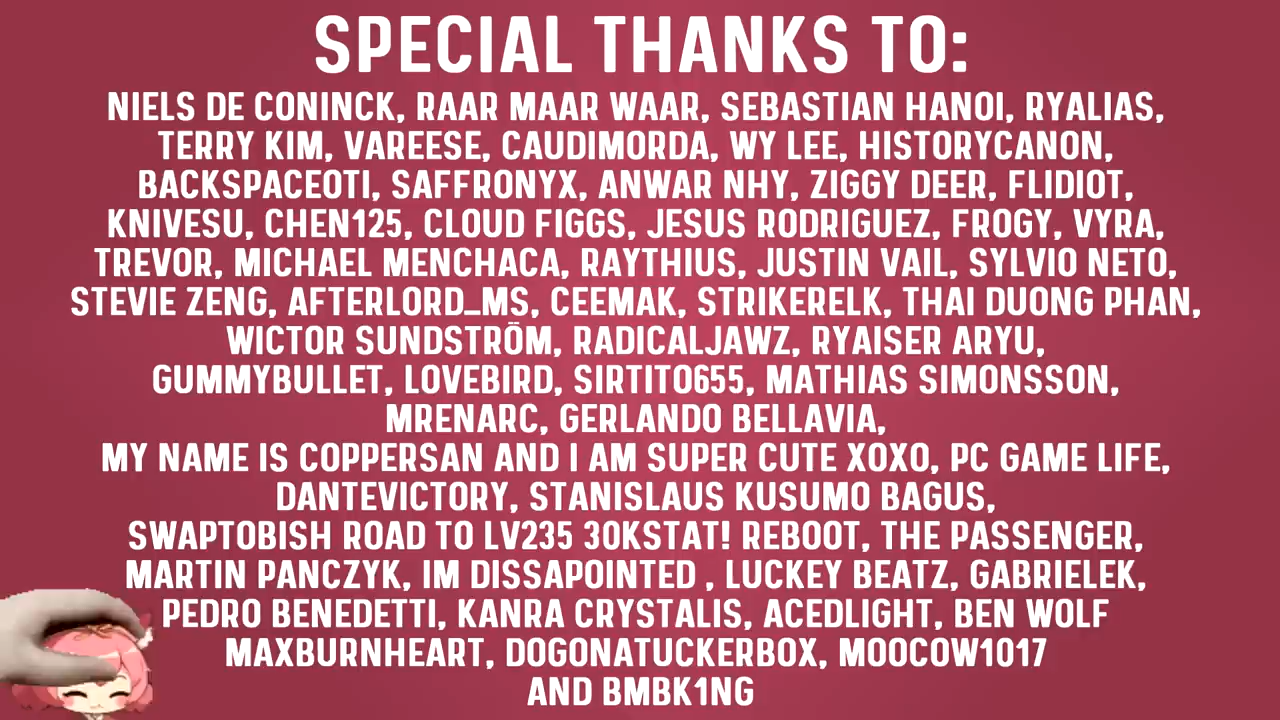 SPECIAL THANKS TO:
NIELS DE CONINCK, RAAR MAAR WAAR, SEBASTIAN HANOI, RYALIAS,
TERRY KIM, VAREESE, CAUDIMORDA, WY LEE, HISTORYCANON,
BACKSPACEOTI, SAFFRONYX, ANWAR NHY, ZIGGY DEER, FLIDIOT,
KNIVESU, CHEN125, CLOUD FIGGS, JESUS RODRIGUEZ, FROGY, VYRA,
TREVOR, MICHAEL MENCHACA, RAYTHIUS, JUSTIN VAIL, SYLVIO NETO,
STEVIE ZENG, AFTERLORD_MS, CEEMAK, STRIKERELK, THAI DUONG PHAN,
WICTOR SUNDSTRÖM, RADICALJAWZ, RYAISER ARYU,
GUMMYBULLET, LOVEBIRD, SIRTITO655, MATHIAS SIMONSSON,
MRENARC, GERLANDO BELLAVIA,
MY NAME IS COPPERSAN AND I AM SUPER CUTE XOXO, PC GAME LIFE,
DANTEVICTORY, STANISLAUS KUSUMO BAGUS,
SWAPTOBISH ROAD TO LV235 30KSTAT! REBOOT, THE PASSENGER,
MARTIN PANCZYK, IM DISSAPOINTED , LUCKEY BEATZ, GABRIELEK,
PEDRO BENEDETTI, KANRA CRYSTALIS, ACEDLIGHT, BEN WOLF
MAXBURNHEART, DOGONATUCKERBOX, MOOCOW1017
AND BMBK1NG